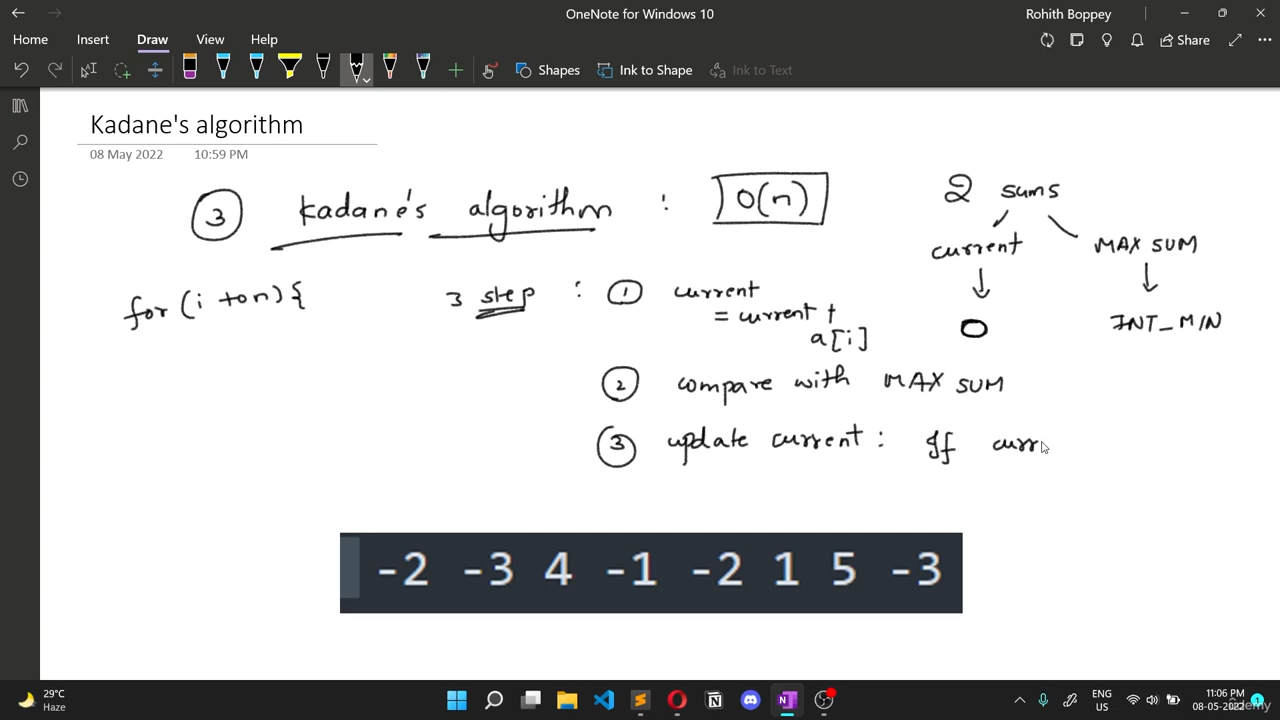 OneNote for Windows 10
Rohith Boppey
Home Insert Draw View Help
Share
Shapes Ink to Shape Ink to Text
Kadane's algorithm
08 May 2022 10:59 PM
3 Kadane's algorithm : O(n)
2 sums
current MAX SUM
0 INT_MIN
for (i to n) {
3 step : 1 current
= current +
a[i]
2 compare with MAX SUM
3 update current : If curr
-2 -3 4 -1 -2 1 5 -3
29°C
Haze
ENG
US
11:06 PM
08-05-2022
1
Udemy